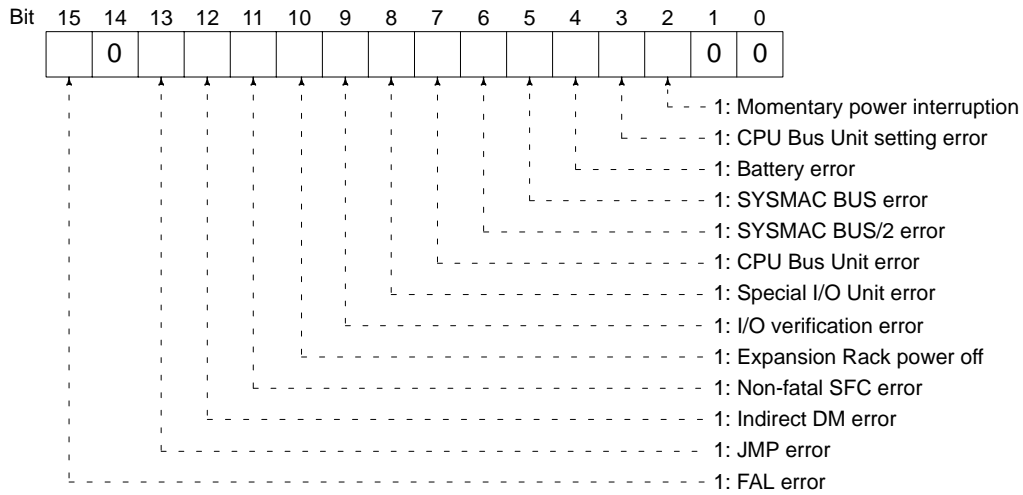 Bit 15 14 13 12 11 10 9 8 7 6 5 4 3 2 1 0
0 0 0
1: Momentary power interruption
1: CPU Bus Unit setting error
1: Battery error
1: SYSMAC BUS error
1: SYSMAC BUS/2 error
1: CPU Bus Unit error
1: Special I/O Unit error
1: I/O verification error
1: Expansion Rack power off
1: Non-fatal SFC error
1: Indirect DM error
1: JMP error
1: FAL error